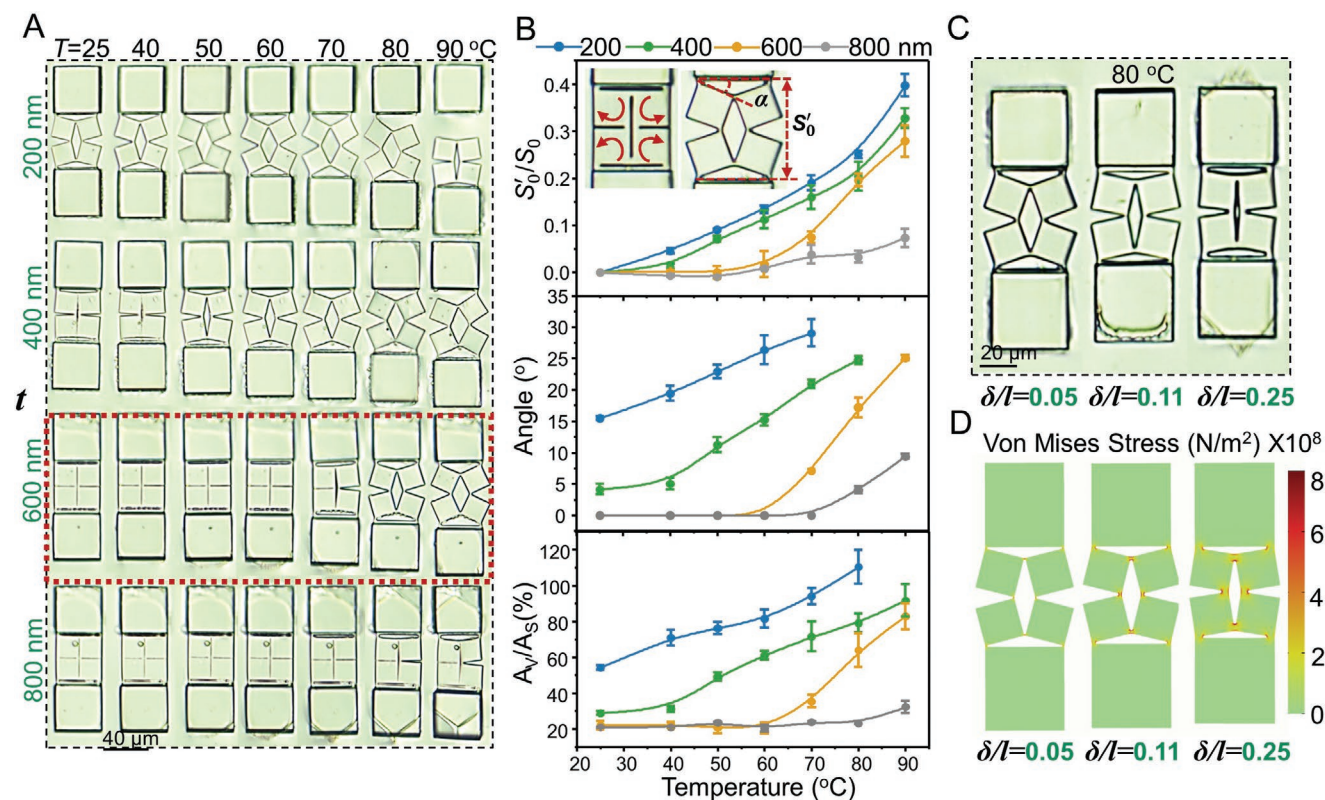 A
T=25 40 50 60 70 80 90 °C
200 nm
400 nm
t
600 nm
800 nm
40 μm
B
200 400 600 800 nm
0.4
0.3
0.2
0.1
0.0
S′₀/S₀
α
S′₀
35
30
25
20
15
10
5
0
Angle (°)
120
100
80
60
40
20
Aᵥ/Aₛ(%)
20 30 40 50 60 70 80 90
Temperature (°C)
C
80 °C
20 μm
δ/l=0.05 δ/l=0.11 δ/l=0.25
D
Von Mises Stress (N/m²) X10⁸
8
6
4
2
0
δ/l=0.05 δ/l=0.11 δ/l=0.25